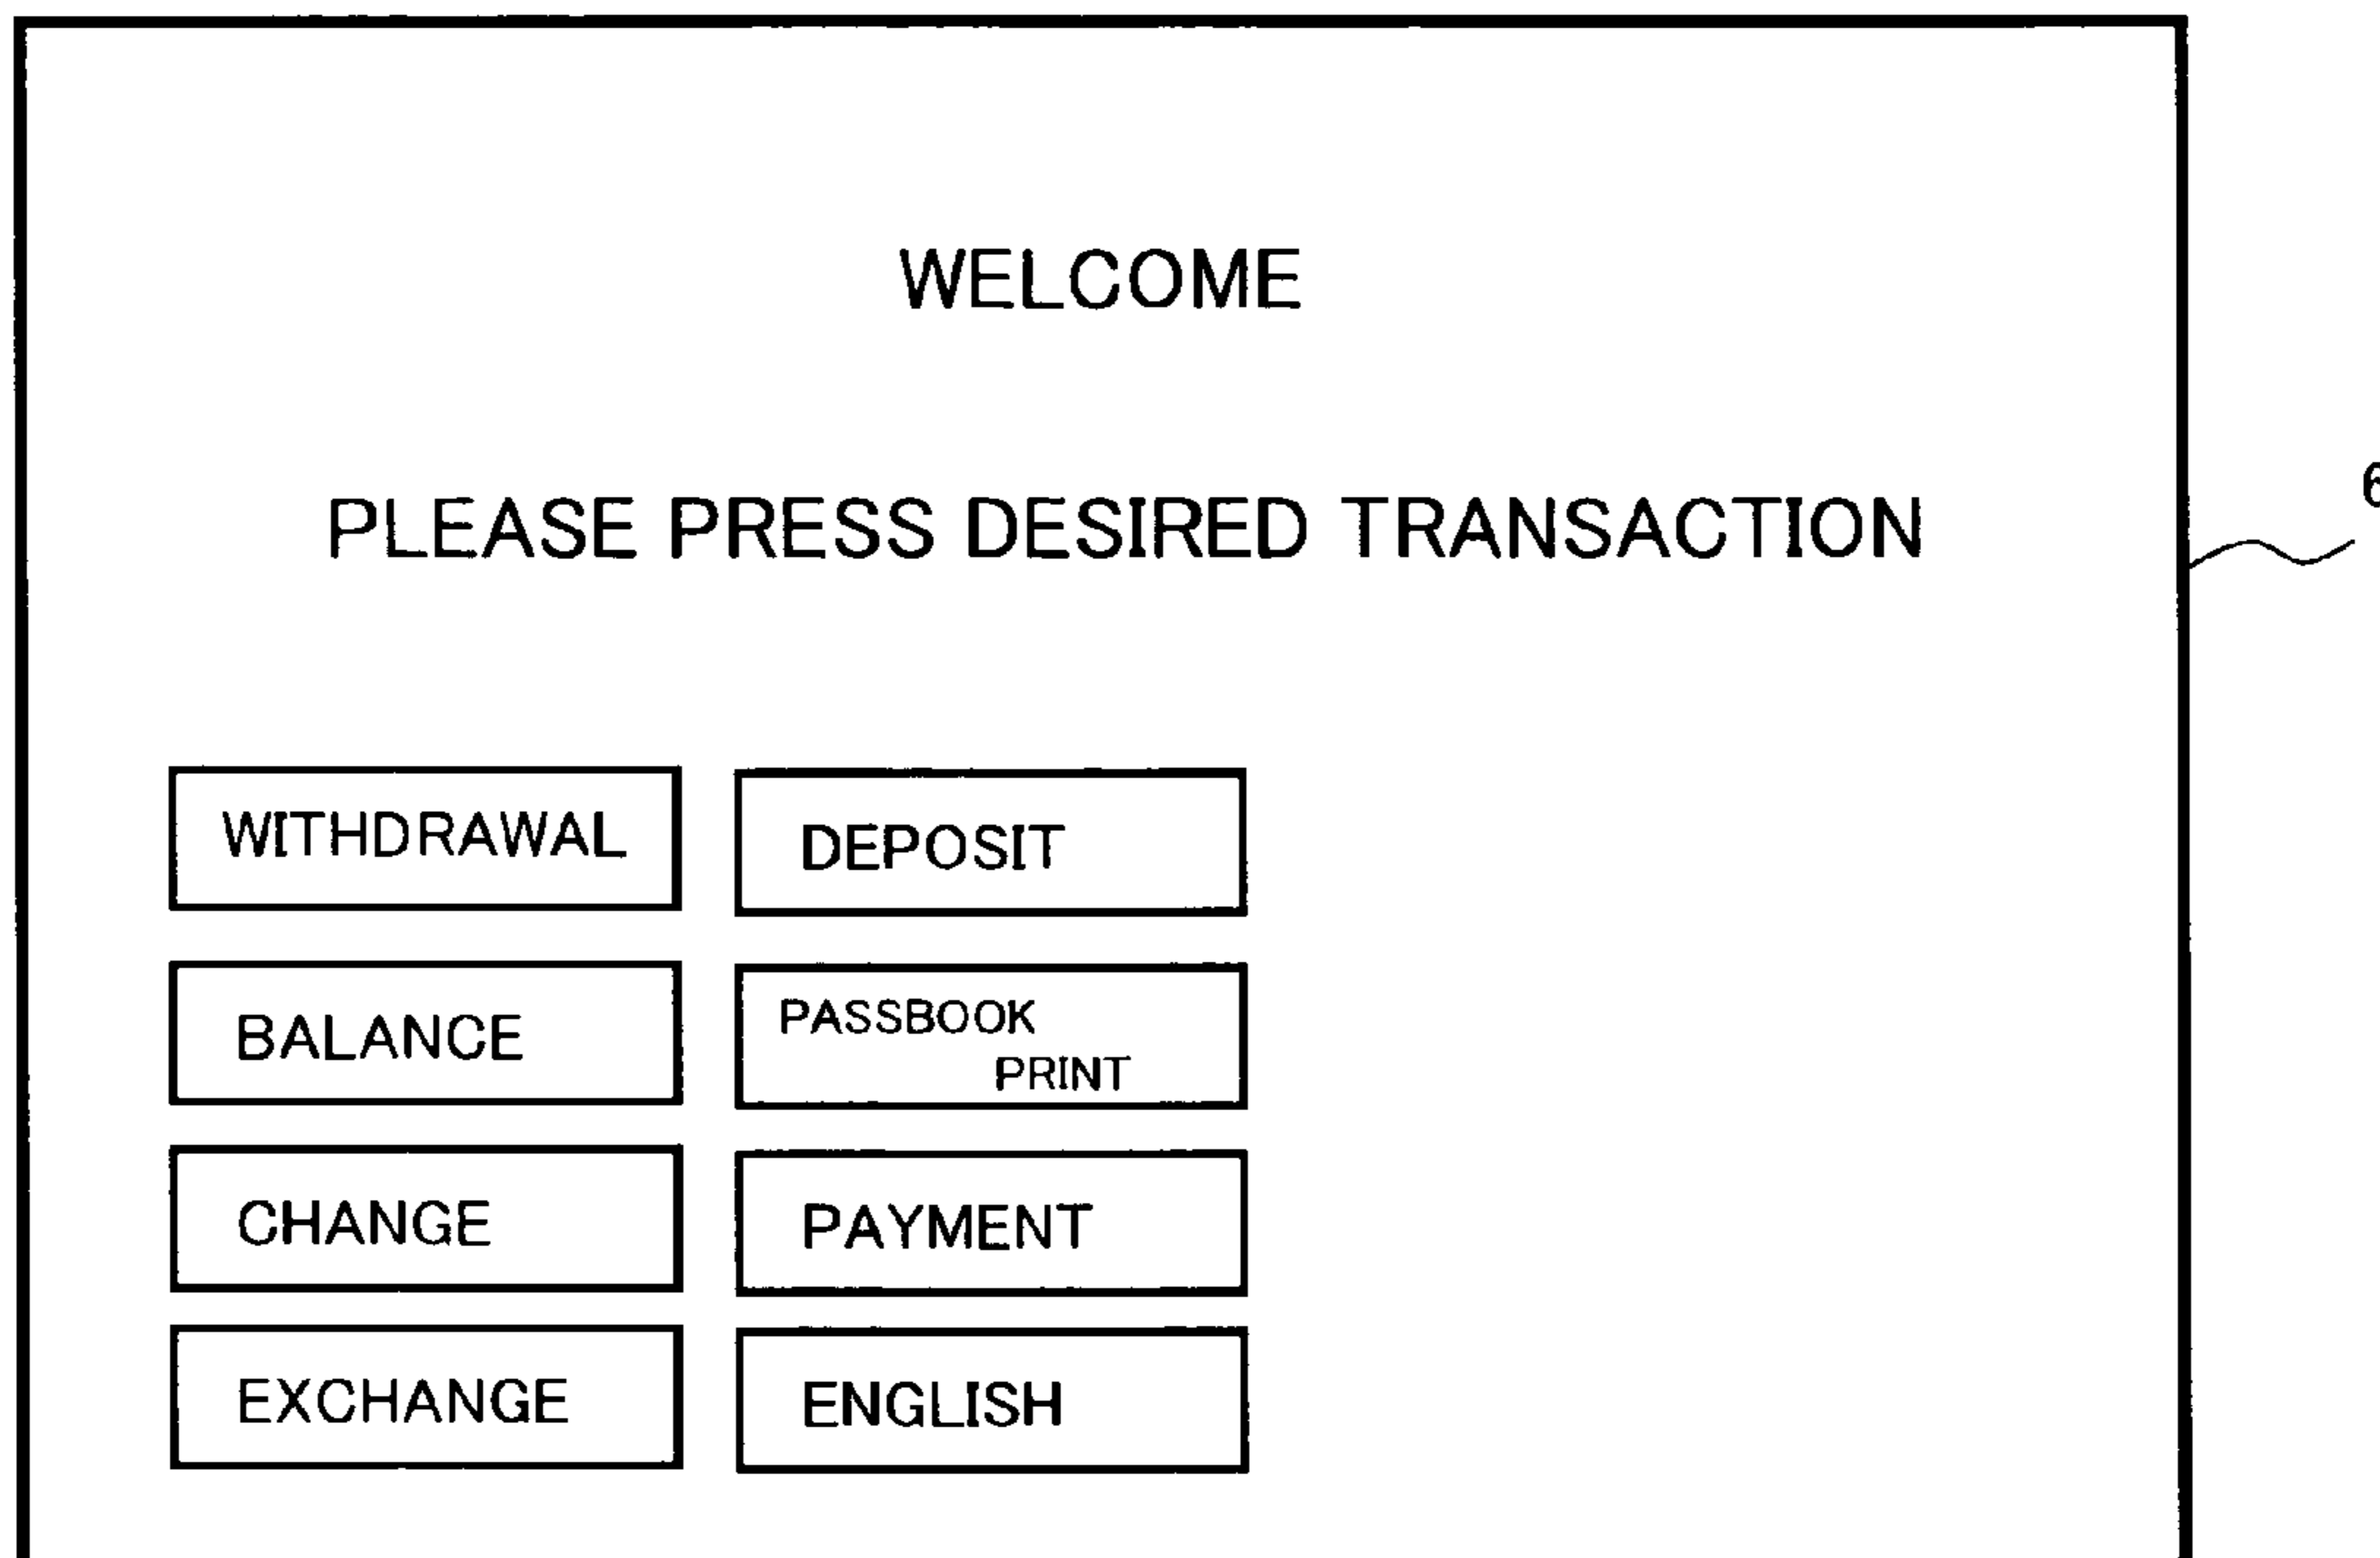 WELCOME
PLEASE PRESS DESIRED TRANSACTION
WITHDRAWAL
DEPOSIT
BALANCE
PASSBOOK
PRINT
CHANGE
PAYMENT
EXCHANGE
ENGLISH